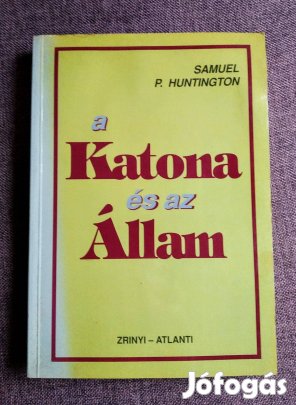 SAMUEL
P. HUNTINGTON
a
Katona
és az
Állam
ZRINYI – ATLANTI
Jófogás